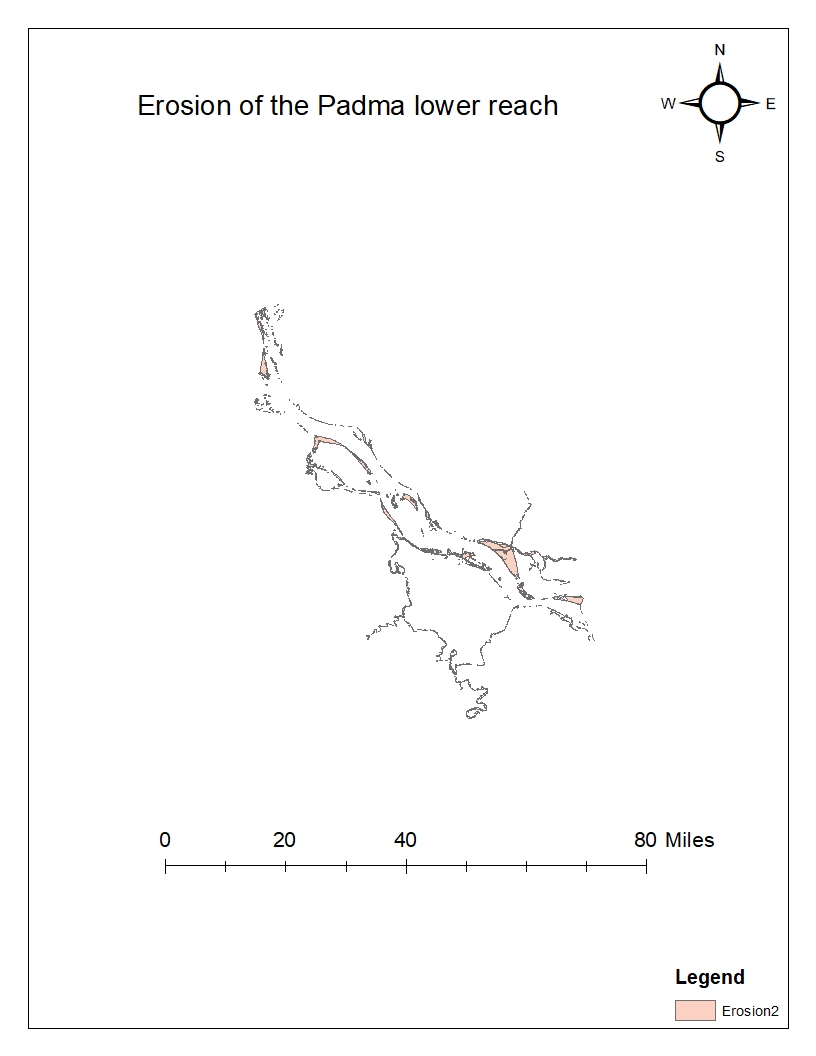 N
W E
S
Erosion of the Padma lower reach
0 20 40 80 Miles
Legend
Erosion2